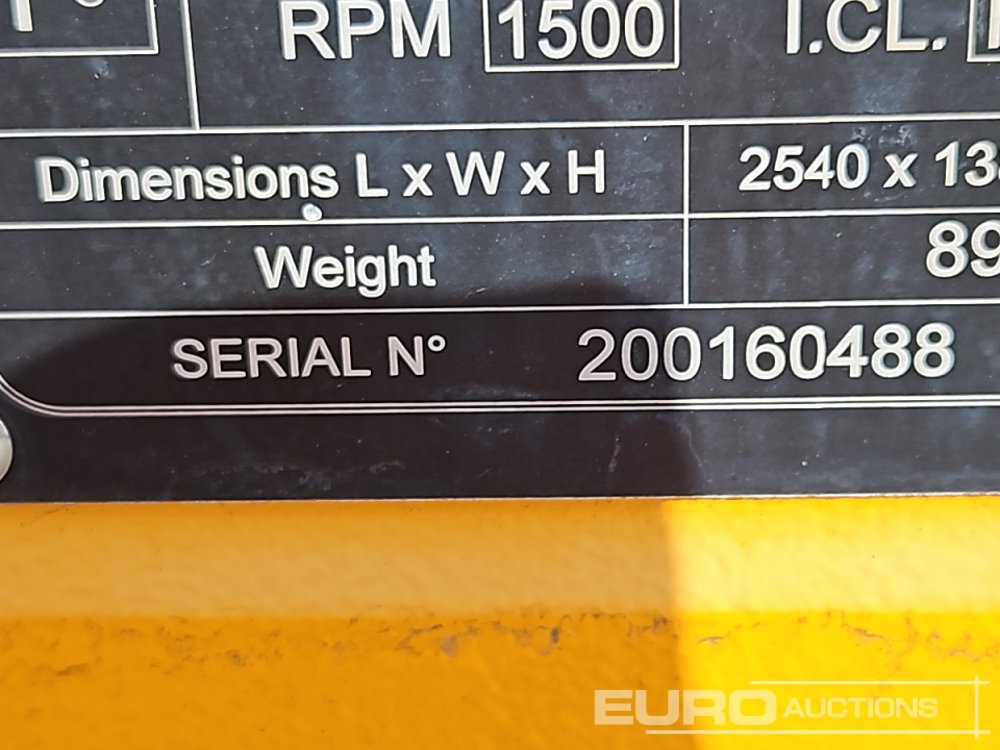 RPM 1500 I.CL.
Dimensions L x W x H 2540 x 13
Weight 89
SERIAL N° 200160488
EURO AUCTIONS